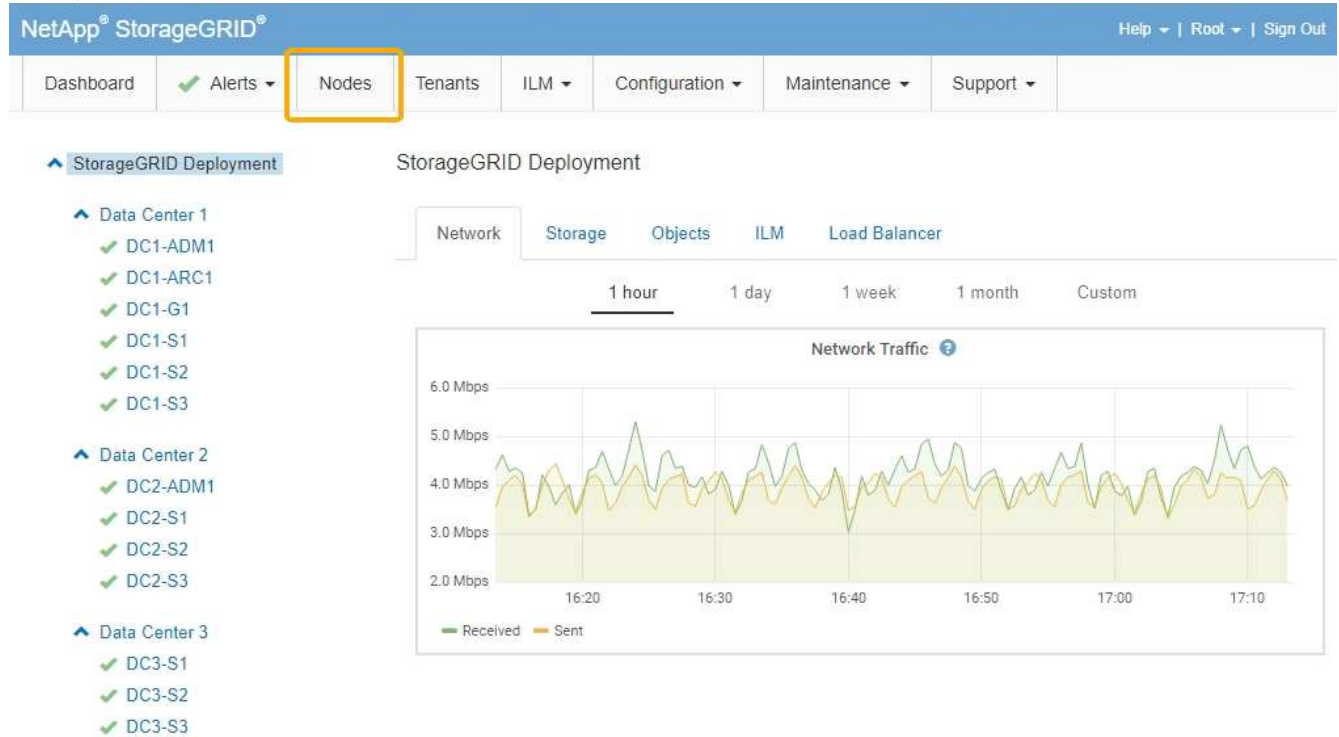 NetApp® StorageGRID®
Help | Root | Sign Out
Dashboard Alerts Nodes Tenants ILM Configuration Maintenance Support
StorageGRID Deployment
Data Center 1
DC1-ADM1
DC1-ARC1
DC1-G1
DC1-S1
DC1-S2
DC1-S3
Data Center 2
DC2-ADM1
DC2-S1
DC2-S2
DC2-S3
Data Center 3
DC3-S1
DC3-S2
DC3-S3
StorageGRID Deployment
Network Storage Objects ILM Load Balancer
1 hour 1 day 1 week 1 month Custom
Network Traffic ?
6.0 Mbps
5.0 Mbps
4.0 Mbps
3.0 Mbps
2.0 Mbps
16:20 16:30 16:40 16:50 17:00 17:10
Received Sent